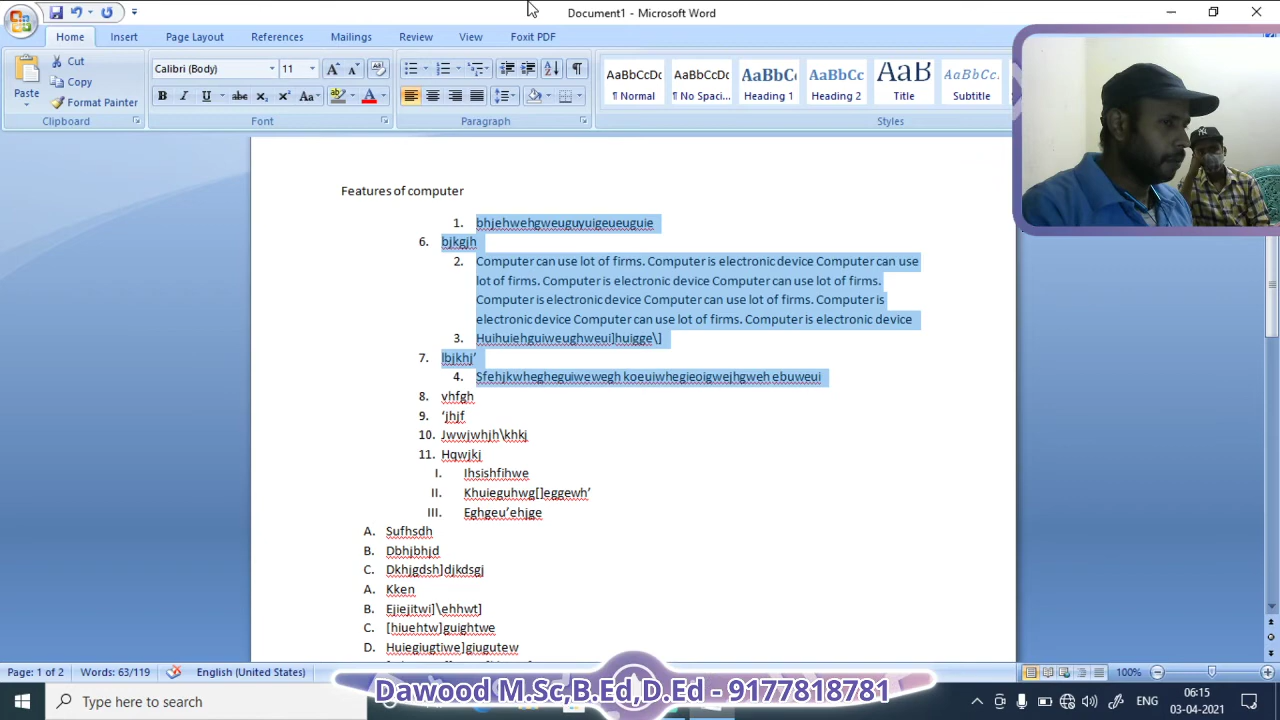 Document1 - Microsoft Word
Home Insert Page Layout References Mailings Review View Foxit PDF
Paste
Cut
Copy
Format Painter
Clipboard
Calibri (Body) 11
Font
Paragraph
AaBbCcDc AaBbCcDc AaBbCc AaBbCc AaB AaBbCc.
¶ Normal ¶ No Spaci... Heading 1 Heading 2 Title Subtitle
Styles
Features of computer
1. bhjehwehgweuguyuigeueuguie
6. bjkgjh
2. Computer can use lot of firms. Computer is electronic device Computer can use
lot of firms. Computer is electronic device Computer can use lot of firms.
Computer is electronic device Computer can use lot of firms. Computer is
electronic device Computer can use lot of firms. Computer is electronic device
3. Huihuiehguiweughweui]huigge\]
7. lbjkhj’
4. Sfehjkwhegheguiwewegh koeuiwhegieoigwejhgweh ebuweui
8. vhfgh
9. ‘jhjf
10. Jwwjwhjh\khkj
11. Hqwjkj
I. Ihsishfihwe
II. Khuieguhwg[]eggewh’
III. Eghgeu’ehjge
A. Sufhsdh
B. Dbhjbhjd
C. Dkhjgdsh]djkdsgj
A. Kken
B. Ejiejitwi]\ehhwt]
C. [hiuehtw]guightwe
D. Huiegiugtiwe]giugutew
Page: 1 of 2 Words: 63/119 English (United States) 100%
Dawood M.Sc,B.Ed,D.Ed - 9177818781
Type here to search
ENG
06:15
03-04-2021